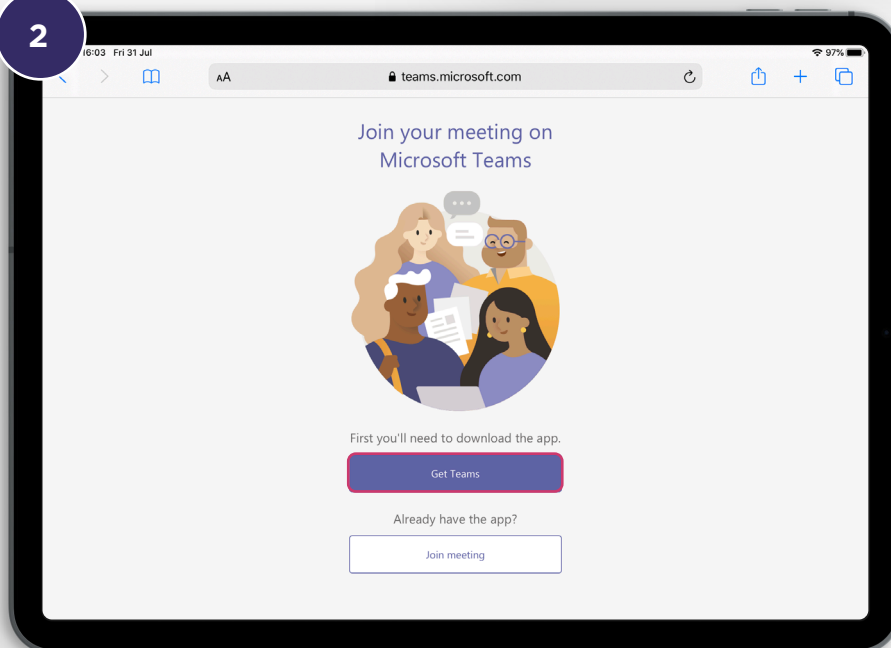 2
16:03 Fri 31 Jul
97%
AA
teams.microsoft.com
Join your meeting on
Microsoft Teams
First you'll need to download the app.
Get Teams
Already have the app?
Join meeting